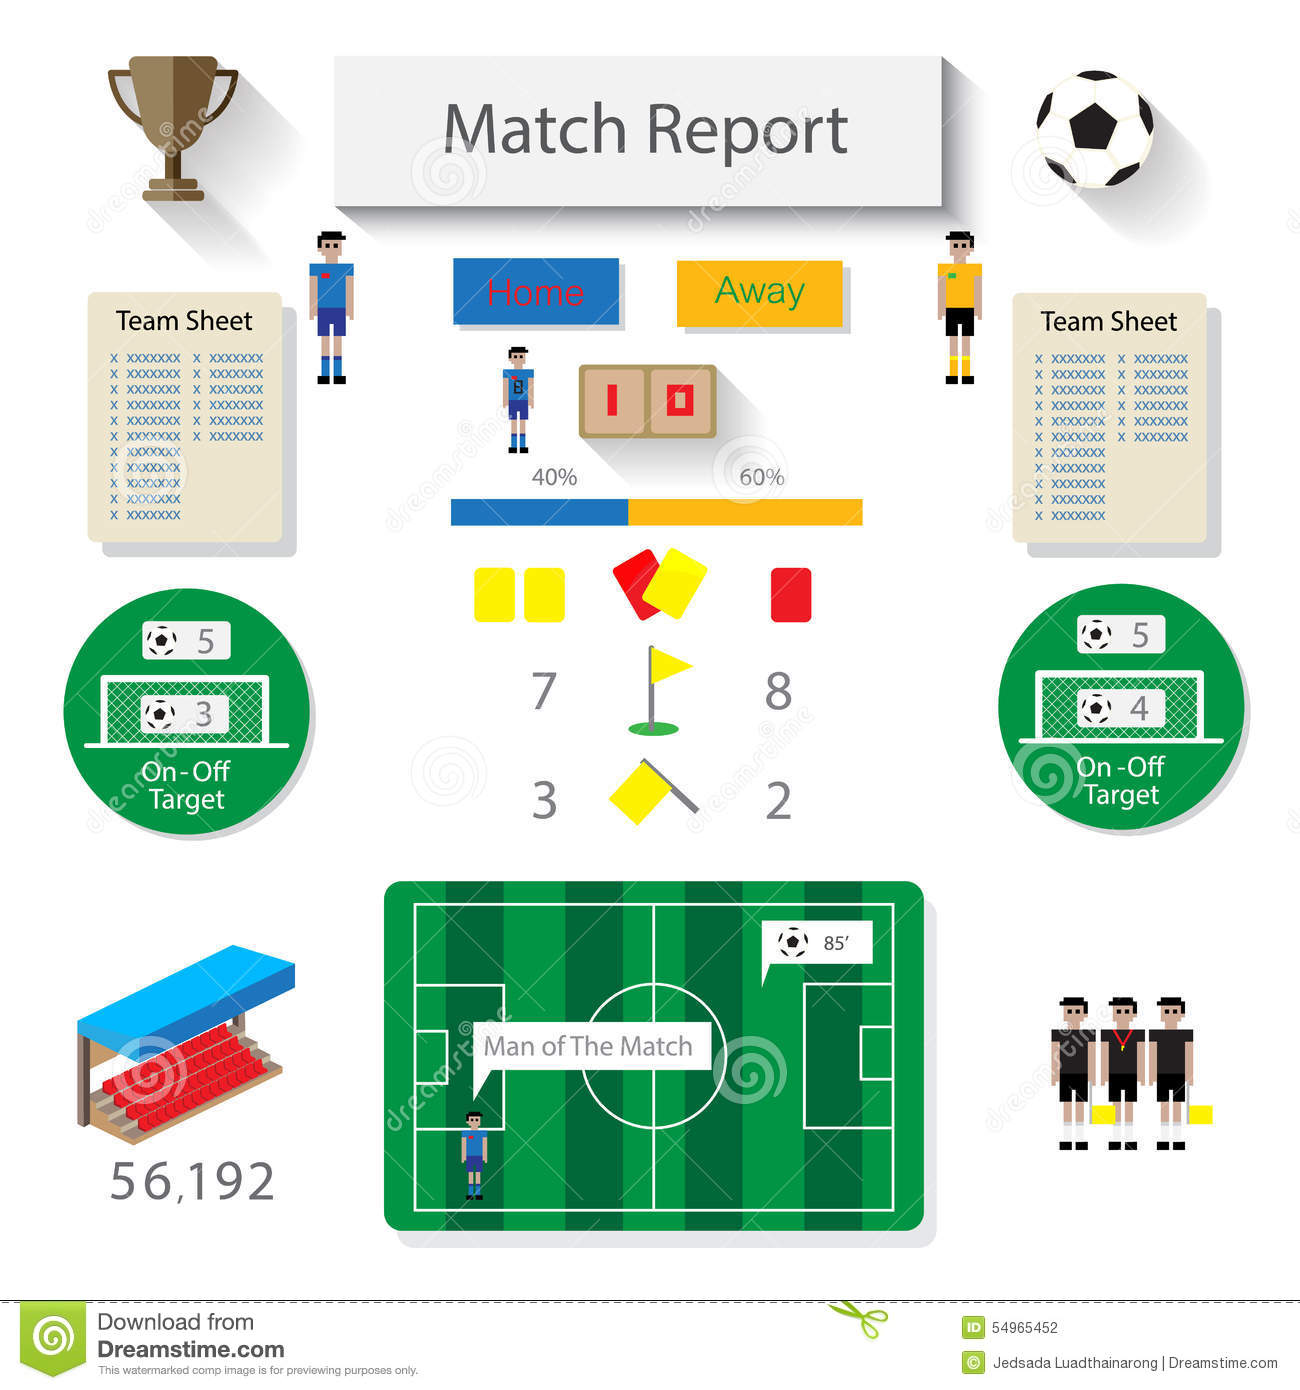 Match Report
Home
Away
1 0
40%
60%
Team Sheet
x xxxxxxx x xxxxxxx
x xxxxxxx x xxxxxxx
x xxxxxxx x xxxxxxx
x xxxxxxx x xxxxxxx
x xxxxxxx x xxxxxxx
x xxxxxxx x xxxxxxx
x xxxxxxx
x xxxxxxx
x xxxxxxx
x xxxxxxx
x xxxxxxx
Team Sheet
x xxxxxxx x xxxxxxx
x xxxxxxx x xxxxxxx
x xxxxxxx x xxxxxxx
x xxxxxxx x xxxxxxx
x xxxxxxx x xxxxxxx
x xxxxxxx x xxxxxxx
x xxxxxxx
x xxxxxxx
x xxxxxxx
x xxxxxxx
x xxxxxxx
8
5
3
On-Off
Target
7
8
3
2
5
4
On-Off
Target
85’
Man of The Match
56,192
Download from
Dreamstime.com
This watermarked comp image is for previewing purposes only.
ID 54965452
© Jedsada Luadthainarong | Dreamstime.com